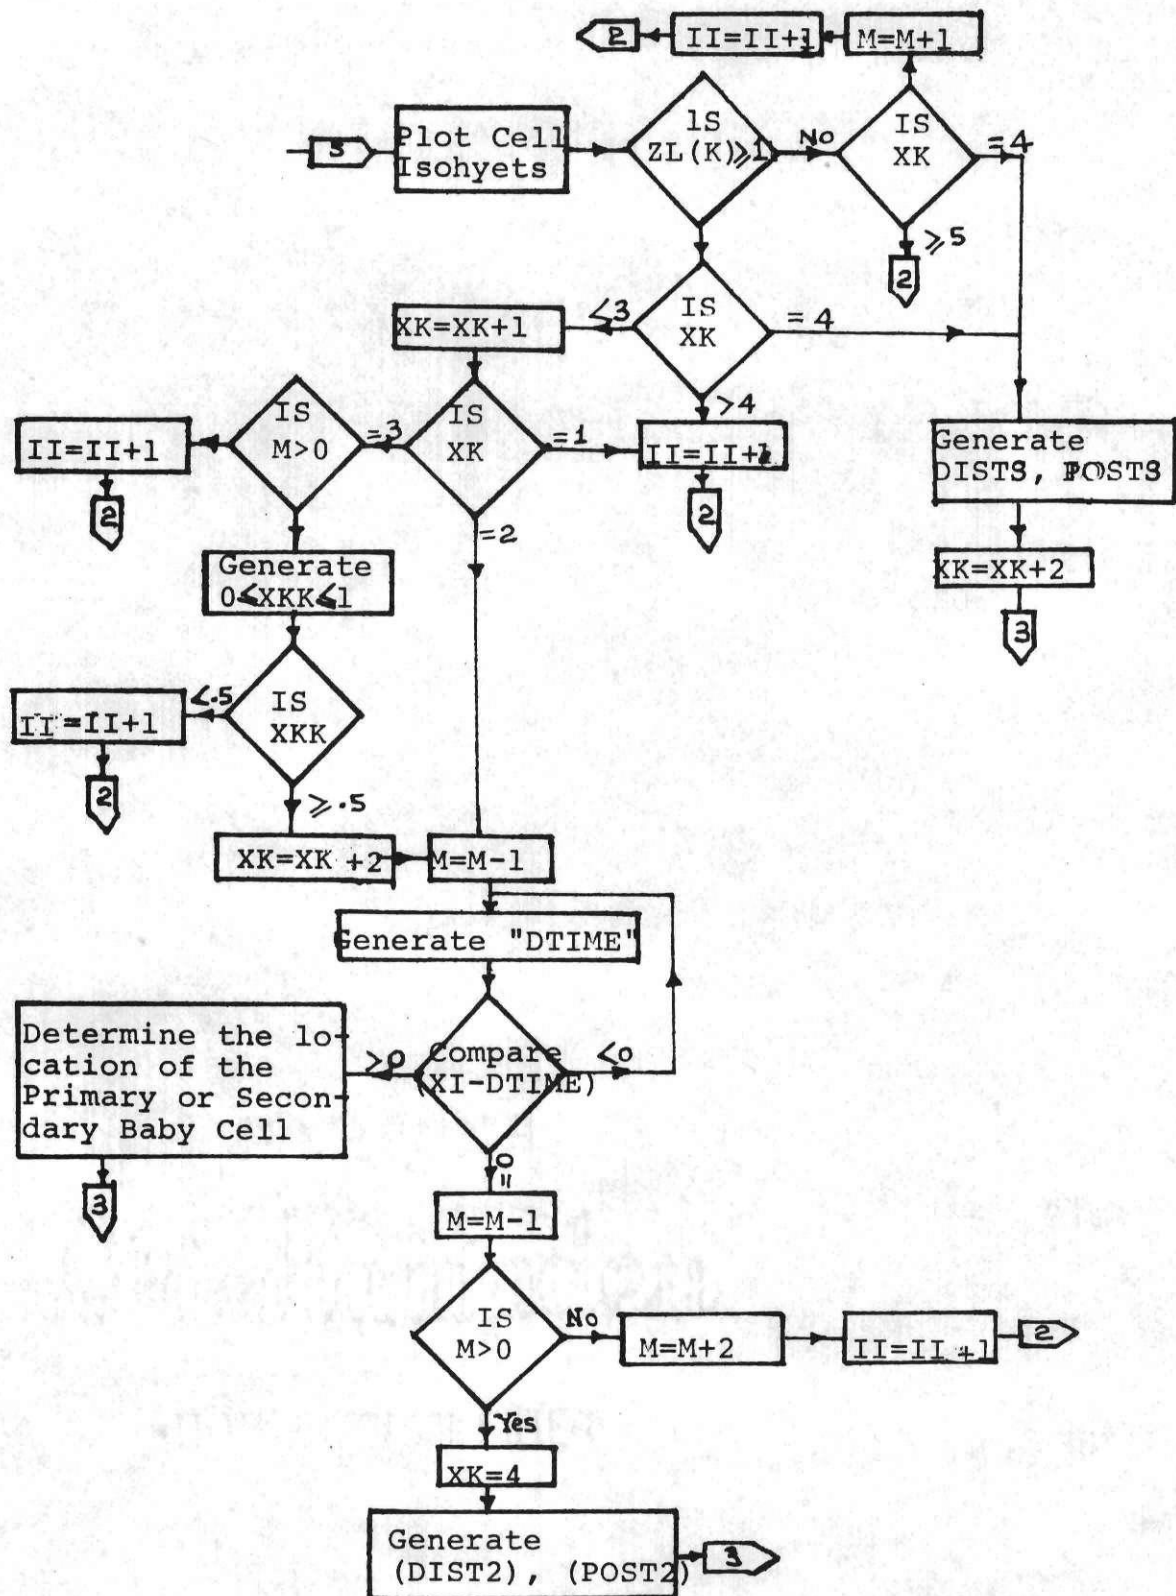 2
II=II+1
M=M+1
Plot Cell
Isohyets
IS
ZL(K)≥1
No
IS
XK
=4
≥5
2
XK=XK+1
<3
IS
XK
= 4
>4
II=II+1
IS
M>0
=3
IS
XK
=1
II=II+1
Generate
DIST3, POST3
2
2
=2
Generate
0≤XKK≤1
XK=XK+2
3
II=II+1
<.5
IS
XKK
2
≥.5
XK=XK+2
M=M-1
Generate "DTIME"
Determine the lo-
cation of the
Primary or Secon-
dary Baby Cell
>0
Compare
(XI-DTIME)
<0
3
=0
M=M-1
IS
M>0
No
M=M+2
II=II+1
2
Yes
XK=4
Generate
(DIST2), (POST2)
3